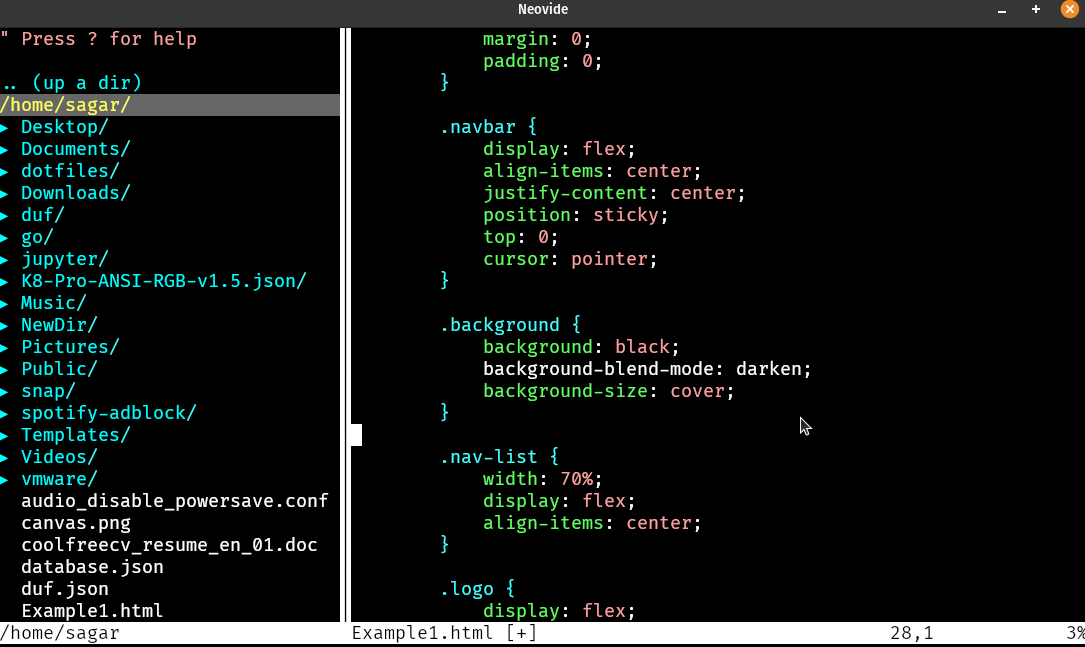 Neovide
" Press ? for help
.. (up a dir)
/home/sagar/
▸ Desktop/
▸ Documents/
▸ dotfiles/
▸ Downloads/
▸ duf/
▸ go/
▸ jupyter/
▸ K8-Pro-ANSI-RGB-v1.5.json/
▸ Music/
▸ NewDir/
▸ Pictures/
▸ Public/
▸ snap/
▸ spotify-adblock/
▸ Templates/
▸ Videos/
▸ vmware/
audio_disable_powersave.conf
canvas.png
coolfreecv_resume_en_01.doc
database.json
duf.json
Example1.html
/home/sagar
margin: 0;
padding: 0;
}
.navbar {
display: flex;
align-items: center;
justify-content: center;
position: sticky;
top: 0;
cursor: pointer;
}
.background {
background: black;
background-blend-mode: darken;
background-size: cover;
}
.nav-list {
width: 70%;
display: flex;
align-items: center;
}
.logo {
display: flex;
Example1.html [+] 28,1 3%